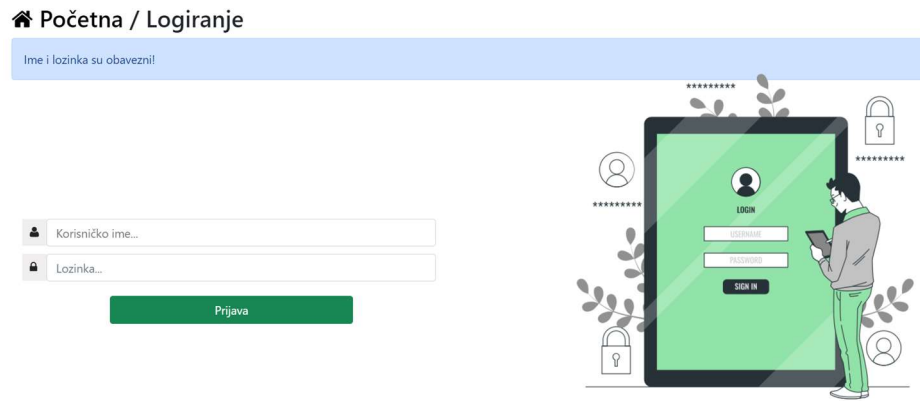 Početna / Logiranje
Ime i lozinka su obavezni!
*********
*********
*********
LOGIN
USERNAME
PASSWORD
SIGN IN
Korisničko ime...
Lozinka...
Prijava